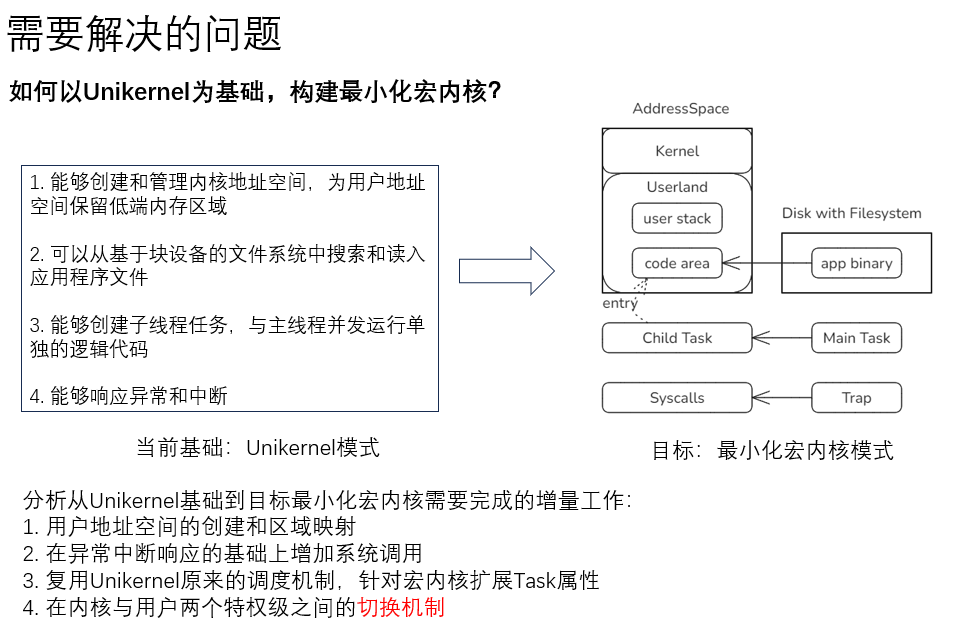 需要解决的问题
如何以Unikernel为基础，构建最小化宏内核？
1. 能够创建和管理内核地址空间，为用户地址
空间保留低端内存区域
2. 可以从基于块设备的文件系统中搜索和读入
应用程序文件
3. 能够创建子线程任务，与主线程并发运行单
独的逻辑代码
4. 能够响应异常和中断
当前基础：Unikernel模式
AddressSpace
Kernel
Userland
user stack
code area
Disk with Filesystem
app binary
entry
Child Task
Main Task
Syscalls
Trap
目标：最小化宏内核模式
分析从Unikernel基础到目标最小化宏内核需要完成的增量工作：
1. 用户地址空间的创建和区域映射
2. 在异常中断响应的基础上增加系统调用
3. 复用Unikernel原来的调度机制，针对宏内核扩展Task属性
4. 在内核与用户两个特权级之间的切换机制